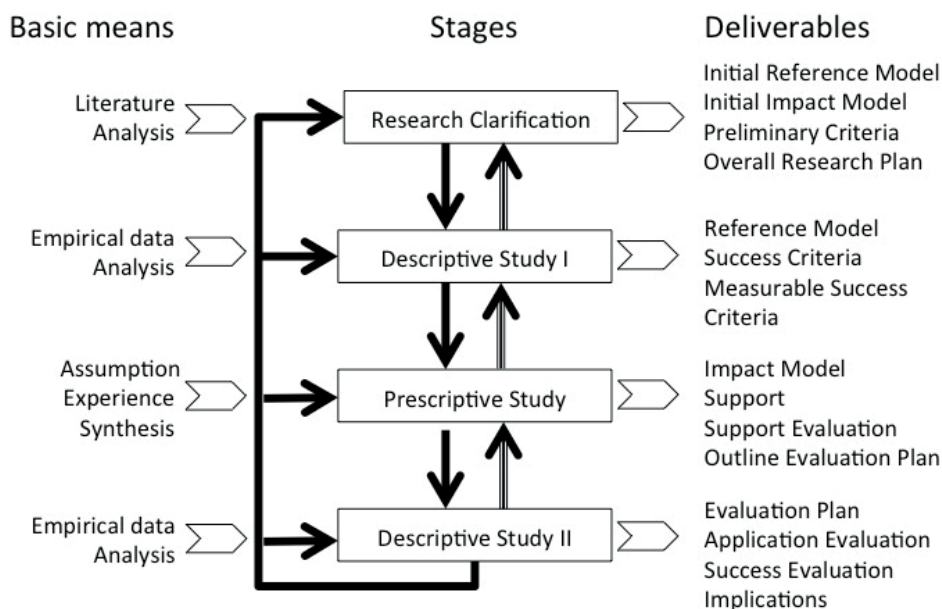 Basic means
Stages
Deliverables
Literature
Analysis
Research Clarification
Initial Reference Model
Initial Impact Model
Preliminary Criteria
Overall Research Plan
Empirical data
Analysis
Descriptive Study I
Reference Model
Success Criteria
Measurable Success
Criteria
Assumption
Experience
Synthesis
Prescriptive Study
Impact Model
Support
Support Evaluation
Outline Evaluation Plan
Empirical data
Analysis
Descriptive Study II
Evaluation Plan
Application Evaluation
Success Evaluation
Implications